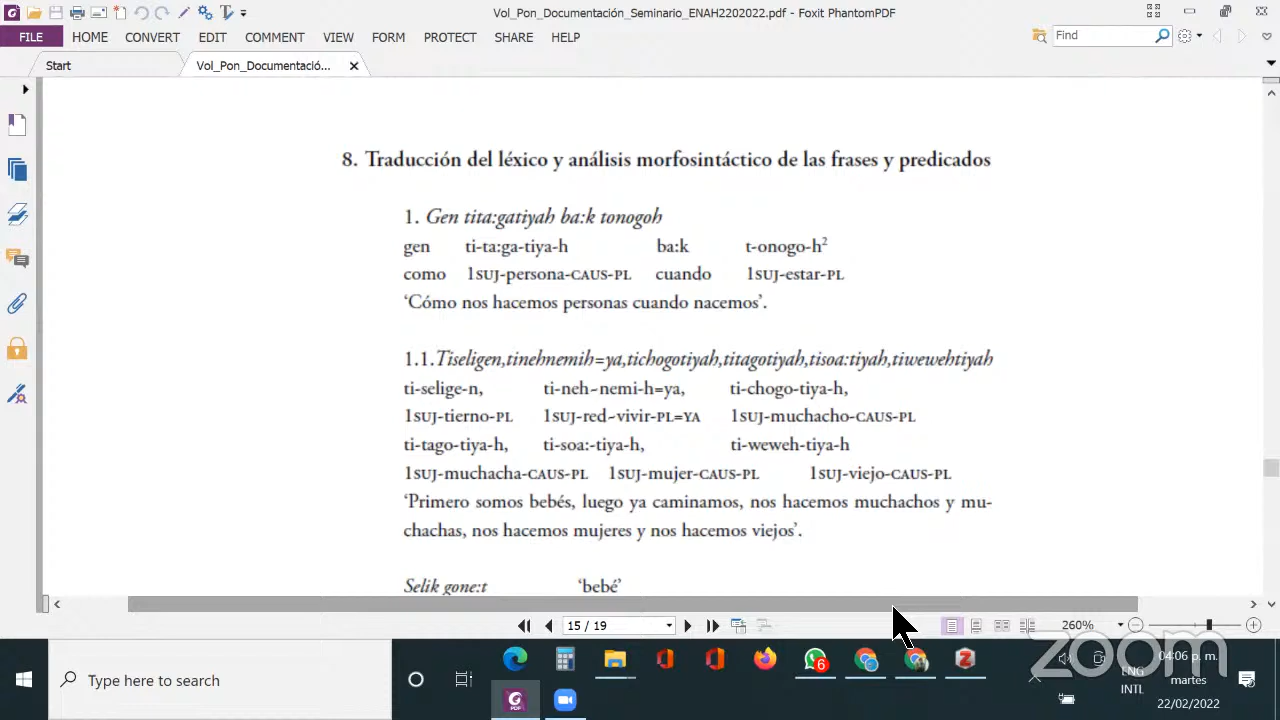 Vol_Pon_Documentación_Seminario_ENAH2202022.pdf - Foxit PhantomPDF
FILE HOME CONVERT EDIT COMMENT VIEW FORM PROTECT SHARE HELP Find
Start Vol_Pon_Documentació...
8. Traducción del léxico y análisis morfosintáctico de las frases y predicados
1. Gen tita:gatiyah ba:k tonogoh
gen ti-ta:ga-tiya-h ba:k t-onogo-h²
como 1SUJ-persona-CAUS-PL cuando 1SUJ-estar-PL
‘Cómo nos hacemos personas cuando nacemos’.
1.1.Tiseligen,tinehnemih=ya,tichogotiyah,titagotiyah,tisoa:tiyah,tiwewehtiyah
ti-selige-n, ti-neh~nemi-h=ya, ti-chogo-tiya-h,
1SUJ-tierno-PL 1SUJ-red~vivir-PL=YA 1SUJ-muchacho-CAUS-PL
ti-tago-tiya-h, ti-soa:-tiya-h, ti-weweh-tiya-h
1SUJ-muchacha-CAUS-PL 1SUJ-mujer-CAUS-PL 1SUJ-viejo-CAUS-PL
‘Primero somos bebés, luego ya caminamos, nos hacemos muchachos y mu-
chachas, nos hacemos mujeres y nos hacemos viejos’.
Selik gone:t ‘bebé’
15 / 19 260%
zoom
Type here to search 6 ENG INTL 04:06 p. m.
martes
22/02/2022
PDF